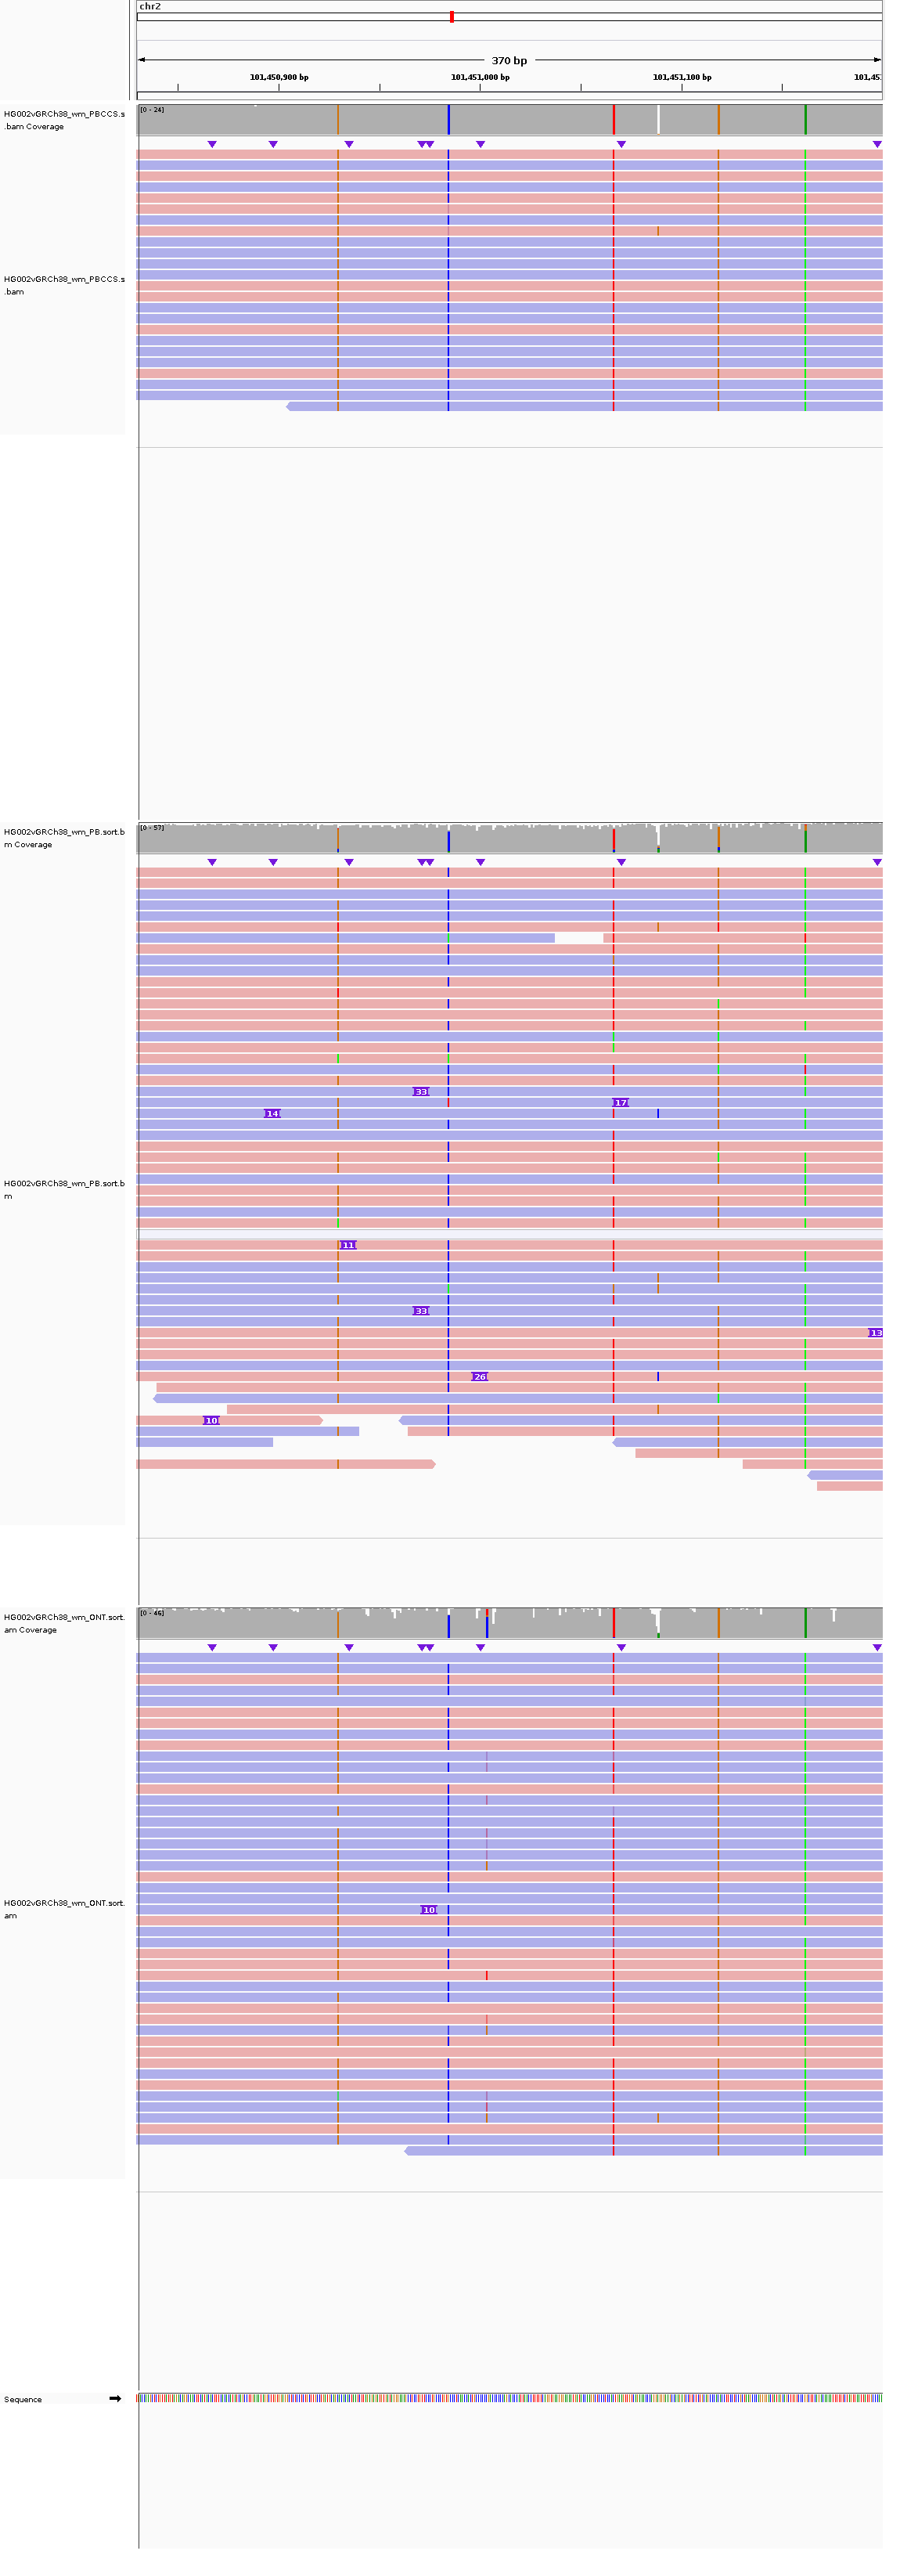 chr2
370 bp
101,450,900 bp 101,451,000 bp 101,451,100 bp 101,45
[0 - 24]
HG002vGRCh38_wm_PBCCS.s
.bam Coverage
HG002vGRCh38_wm_PBCCS.s
.bam
[0 - 57]
HG002vGRCh38_wm_PB.sort.b
m Coverage
33
17
14
HG002vGRCh38_wm_PB.sort.b
m
11
33
13
26
10
[0 - 46]
HG002vGRCh38_wm_ONT.sort.
am Coverage
HG002vGRCh38_wm_ONT.sort.
am
10
Sequence